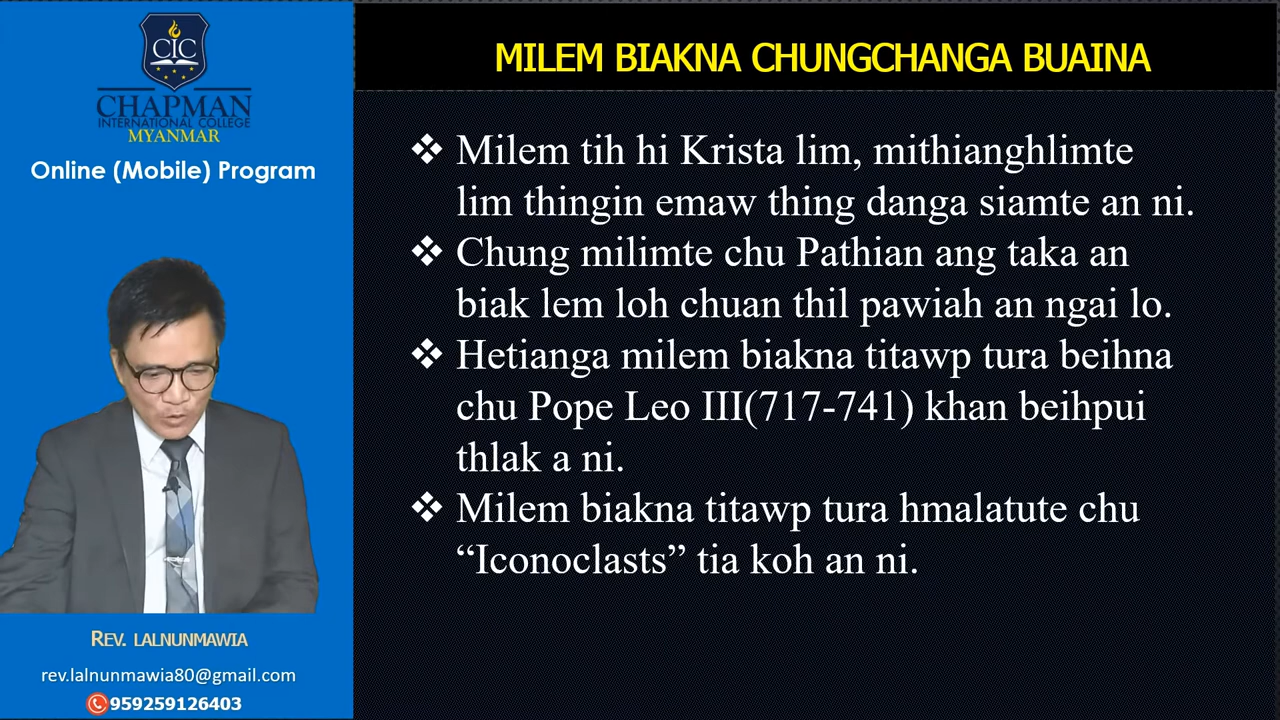 CIC
CHAPMAN
INTERNATIONAL COLLEGE
MYANMAR
Online (Mobile) Program
REV. LALNUNMAWIA
rev.lalnunmawia80@gmail.com
959259126403
MILEM BIAKNA CHUNGCHANGA BUAINA
❖ Milem tih hi Krista lim, mithianghlimte
lim thingin emaw thing danga siamte an ni.
❖ Chung milimte chu Pathian ang taka an
biak lem loh chuan thil pawiah an ngai lo.
❖ Hetianga milem biakna titawp tura beihna
chu Pope Leo III(717-741) khan beihpui
thlak a ni.
❖ Milem biakna titawp tura hmalatute chu
“Iconoclasts” tia koh an ni.